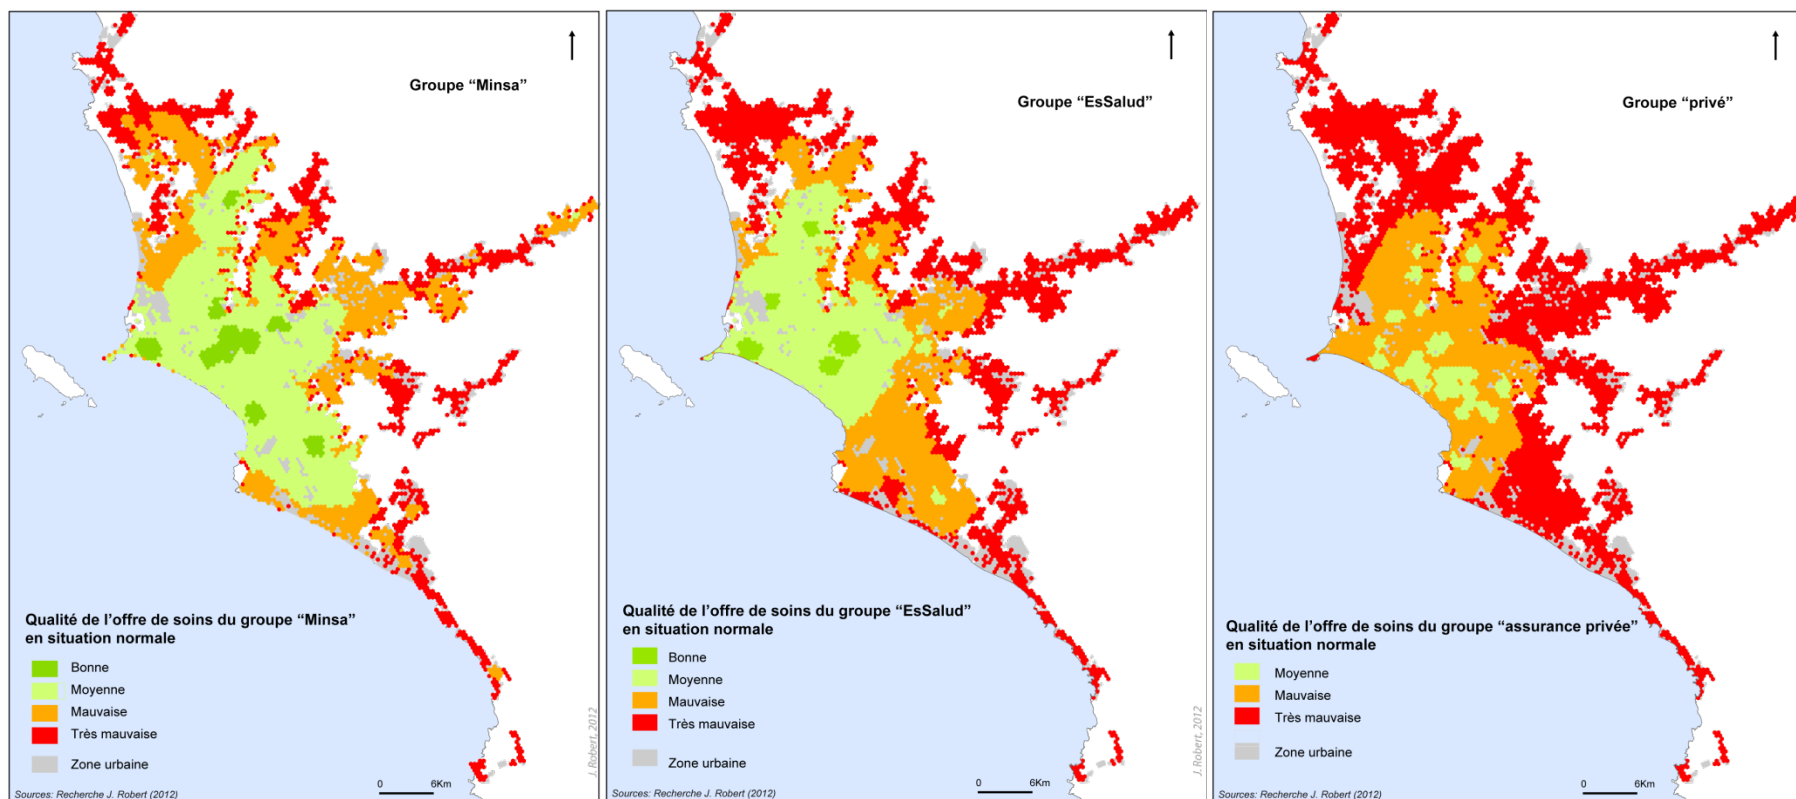 Groupe “Minsa”
Qualité de l’offre de soins du groupe “Minsa”
en situation normale
Bonne
Moyenne
Mauvaise
Très mauvaise
Zone urbaine
0 6Km
Sources: Recherche J. Robert (2012)
J. Robert, 2012
Groupe “EsSalud”
Qualité de l’offre de soins du groupe “EsSalud”
en situation normale
Bonne
Moyenne
Mauvaise
Très mauvaise
Zone urbaine
0 6Km
Sources: Recherche J. Robert (2012)
J. Robert, 2012
Groupe “privé”
Qualité de l’offre de soins du groupe “assurance privée”
en situation normale
Moyenne
Mauvaise
Très mauvaise
Zone urbaine
0 6Km
Sources: Recherche J. Robert (2012)